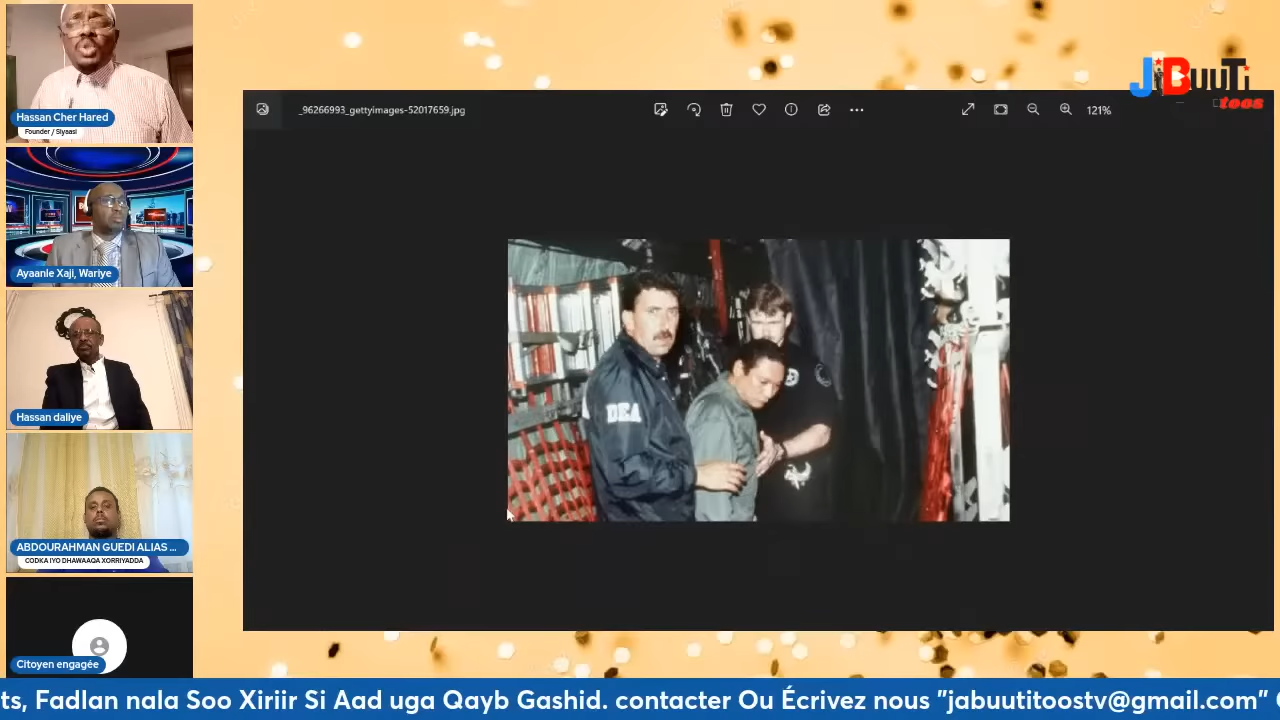 Hassan Cher Hared
Founder / Siyaasi
Ayaanle Xaji, Wariye
Hassan daliye
ABDOURAHMAN GUEDI ALIAS ...
CODKA IYO DHAWAAQA XORRIYADDA
Citoyen engagée
_96266993_gettyimages-52017659.jpg
121%
JiBuuTi
toos
DEA
ts, Fadlan nala Soo Xiriir Si Aad uga Qayb Gashid. contacter Ou Écrivez nous "jabuutitoostv@gmail.com"